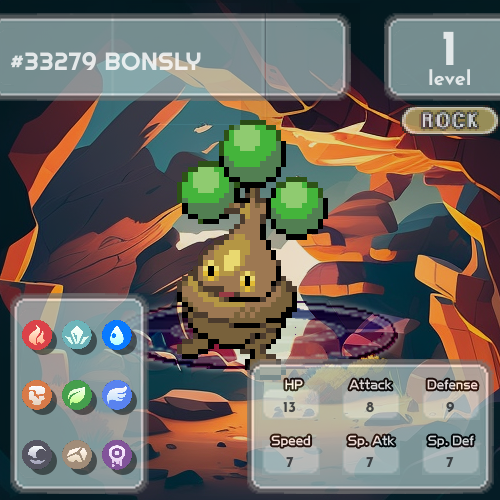 #33279 BONSLY
1
level
ROCK
HP Attack Defense
13 8 9
Speed Sp. Atk Sp. Def
7 7 7